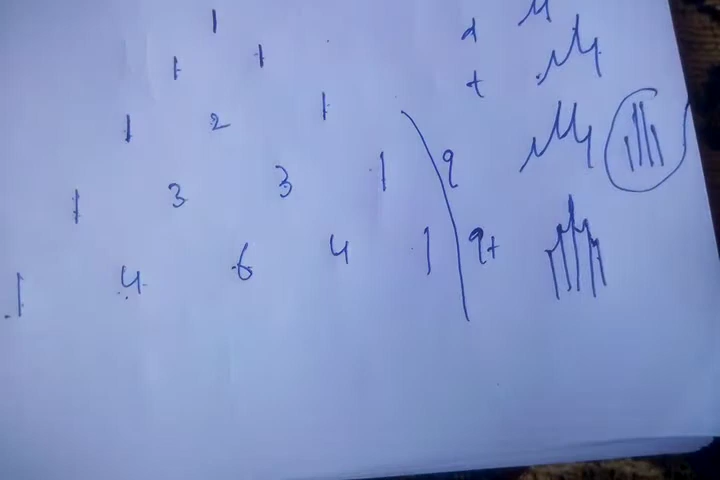 1 d
1 1 t
1 2 1
1 3 3 1 q
1 4 6 4 1 q+